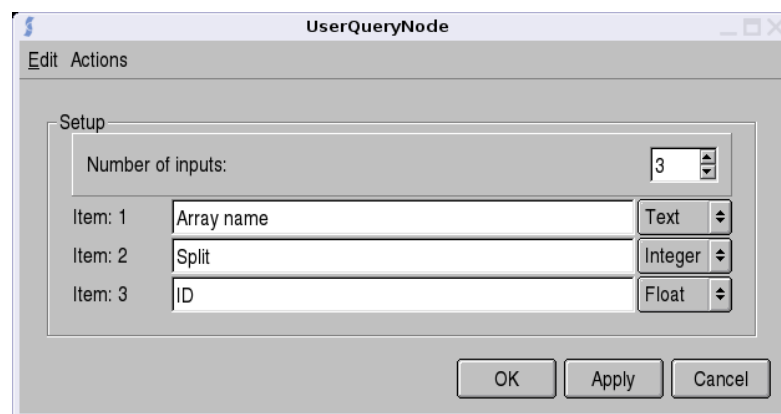 UserQueryNode
Edit Actions
Setup
Number of inputs: 3
Item: 1 Array name Text
Item: 2 Split Integer
Item: 3 ID Float
OK Apply Cancel